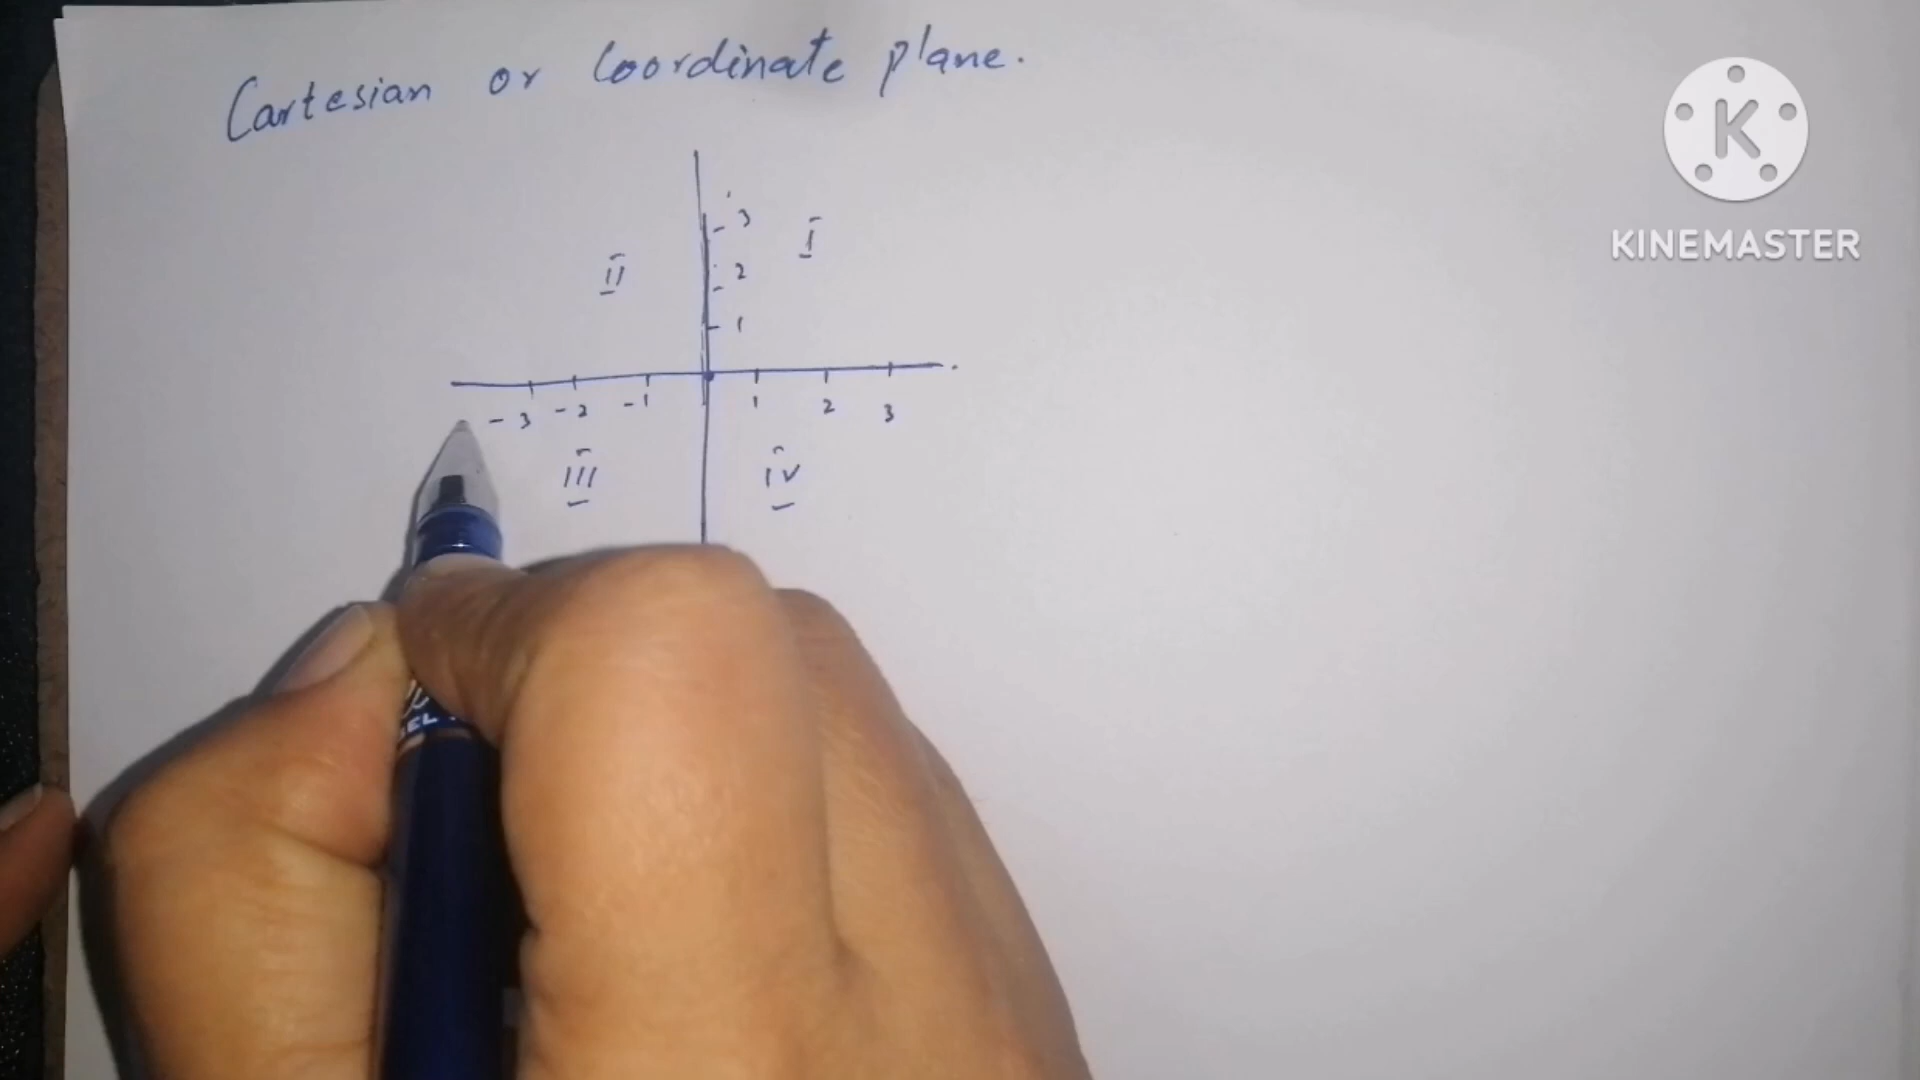 Cartesian or Coordinate plane.
3
I
II
2
1
-3 -2 -1 1 2 3
III
IV
K
KINEMASTER